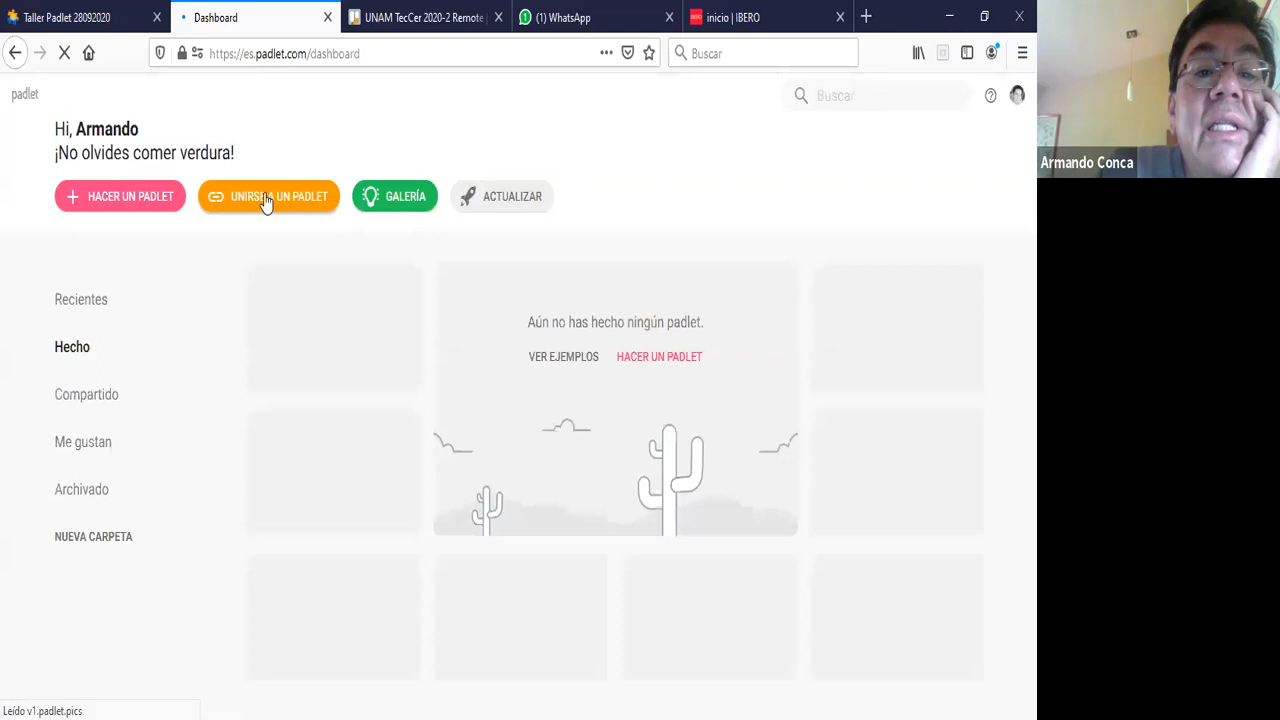 Taller Padlet 28092020
Dashboard
UNAM TecCer 2020-2 Remote
(1) WhatsApp
inicio | IBERO
https://es.padlet.com/dashboard
Buscar
padlet
Buscar
Hi, Armando
¡No olvides comer verdura!
HACER UN PADLET
UNIRSE A UN PADLET
GALERÍA
ACTUALIZAR
Recientes
Hecho
Compartido
Me gustan
Archivado
NUEVA CARPETA
Aún no has hecho ningún padlet.
VER EJEMPLOS HACER UN PADLET
Leído v1.padlet.pics
Armando Conca